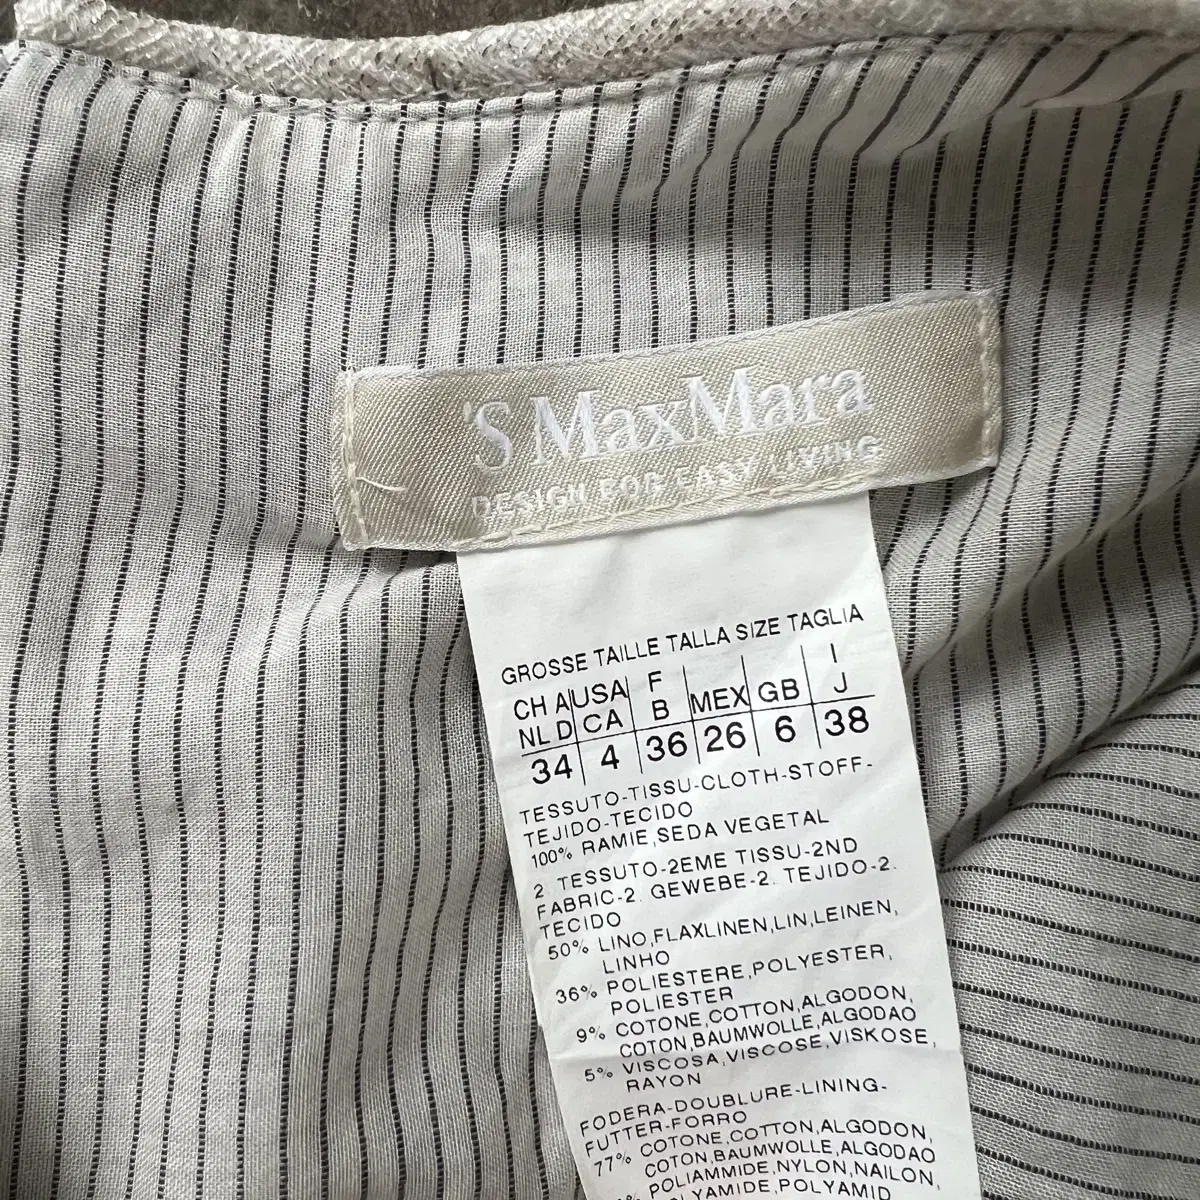 'S MaxMara
DESIGN FOR EASY LIVING
GROSSE TAILLE TALLA SIZE TAGLIA
CH A USA F MEX GB I
NL D CA B J
34 4 36 26 6 38
TESSUTO-TISSU-CLOTH-STOFF-
TEJIDO-TECIDO
100% RAMIE,SEDA VEGETAL
2. TESSUTO-2EME TISSU-2ND
FABRIC-2. GEWEBE-2. TEJIDO-2.
TECIDO
50% LINO,FLAXLINEN,LIN,LEINEN,
LINHO
36% POLIESTERE,POLYESTER,
POLIESTER
9% COTONE,COTTON,ALGODON,
COTON,BAUMWOLLE,ALGODAO
5% VISCOSA,VISCOSE,VISKOSE,
RAYON
FODERA-DOUBLURE-LINING-
FUTTER-FORRO
77% COTONE,COTTON,ALGODON,
COTON,BAUMWOLLE,ALGODAO
POLIAMMIDE,NYLON,NAILON,
POLYAMIDE,POLYAMID